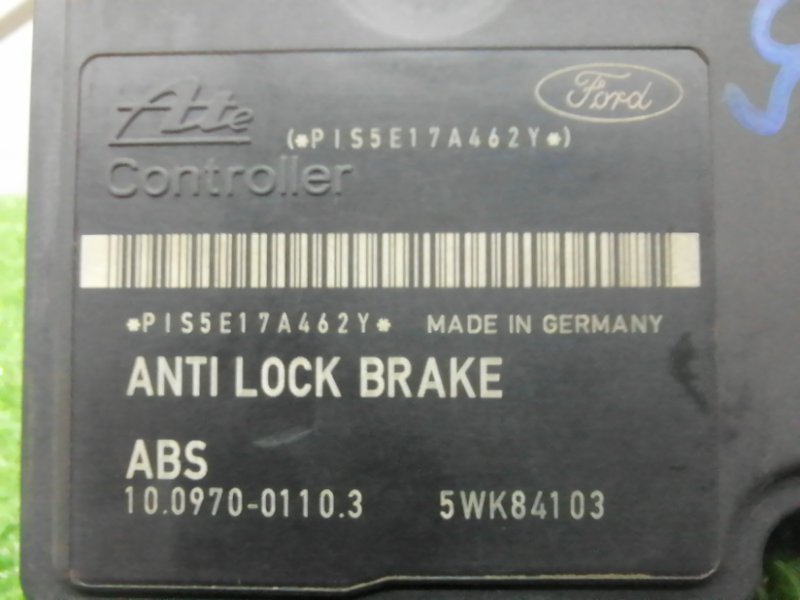 Ate
Ford
(*PIS5E17A462Y*)
Controller
*PIS5E17A462Y* MADE IN GERMANY
ANTI LOCK BRAKE
ABS
10.0970-0110.3 5WK84103